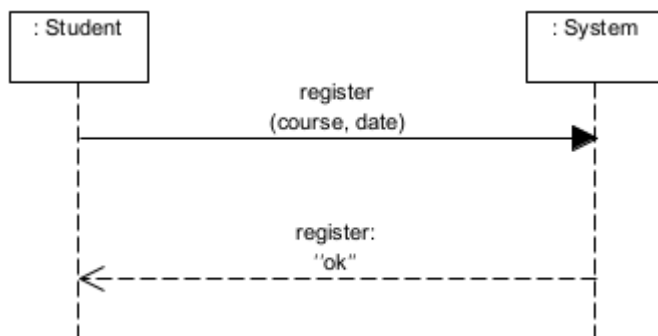 : Student
: System
register
(course, date)
register:
"ok"